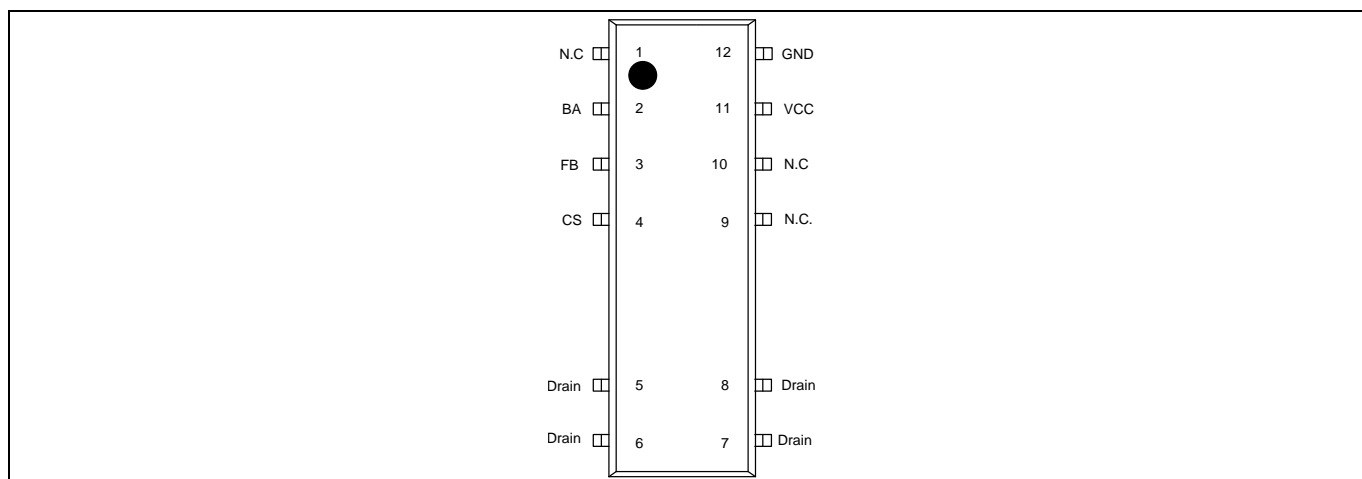 N.C 1 12 GND
BA 2 11 VCC
FB 3 10 N.C
CS 4 9 N.C.
Drain 5 8 Drain
Drain 6 7 Drain